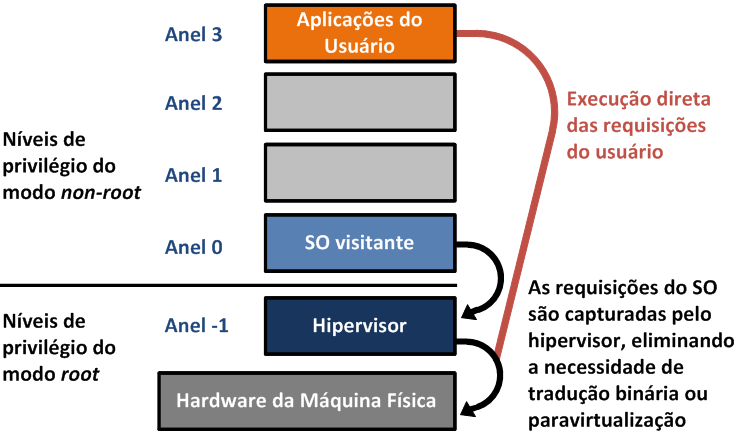 Anel 3
Aplicações do
Usuário
Anel 2
Execução direta
das requisições
do usuário
Níveis de
privilégio do
modo non-root
Anel 1
Anel 0
SO visitante
As requisições do SO
são capturadas pelo
hipervisor, eliminando
a necessidade de
tradução binária ou
paravirtualização
Níveis de
privilégio do
modo root
Anel -1
Hipervisor
Hardware da Máquina Física